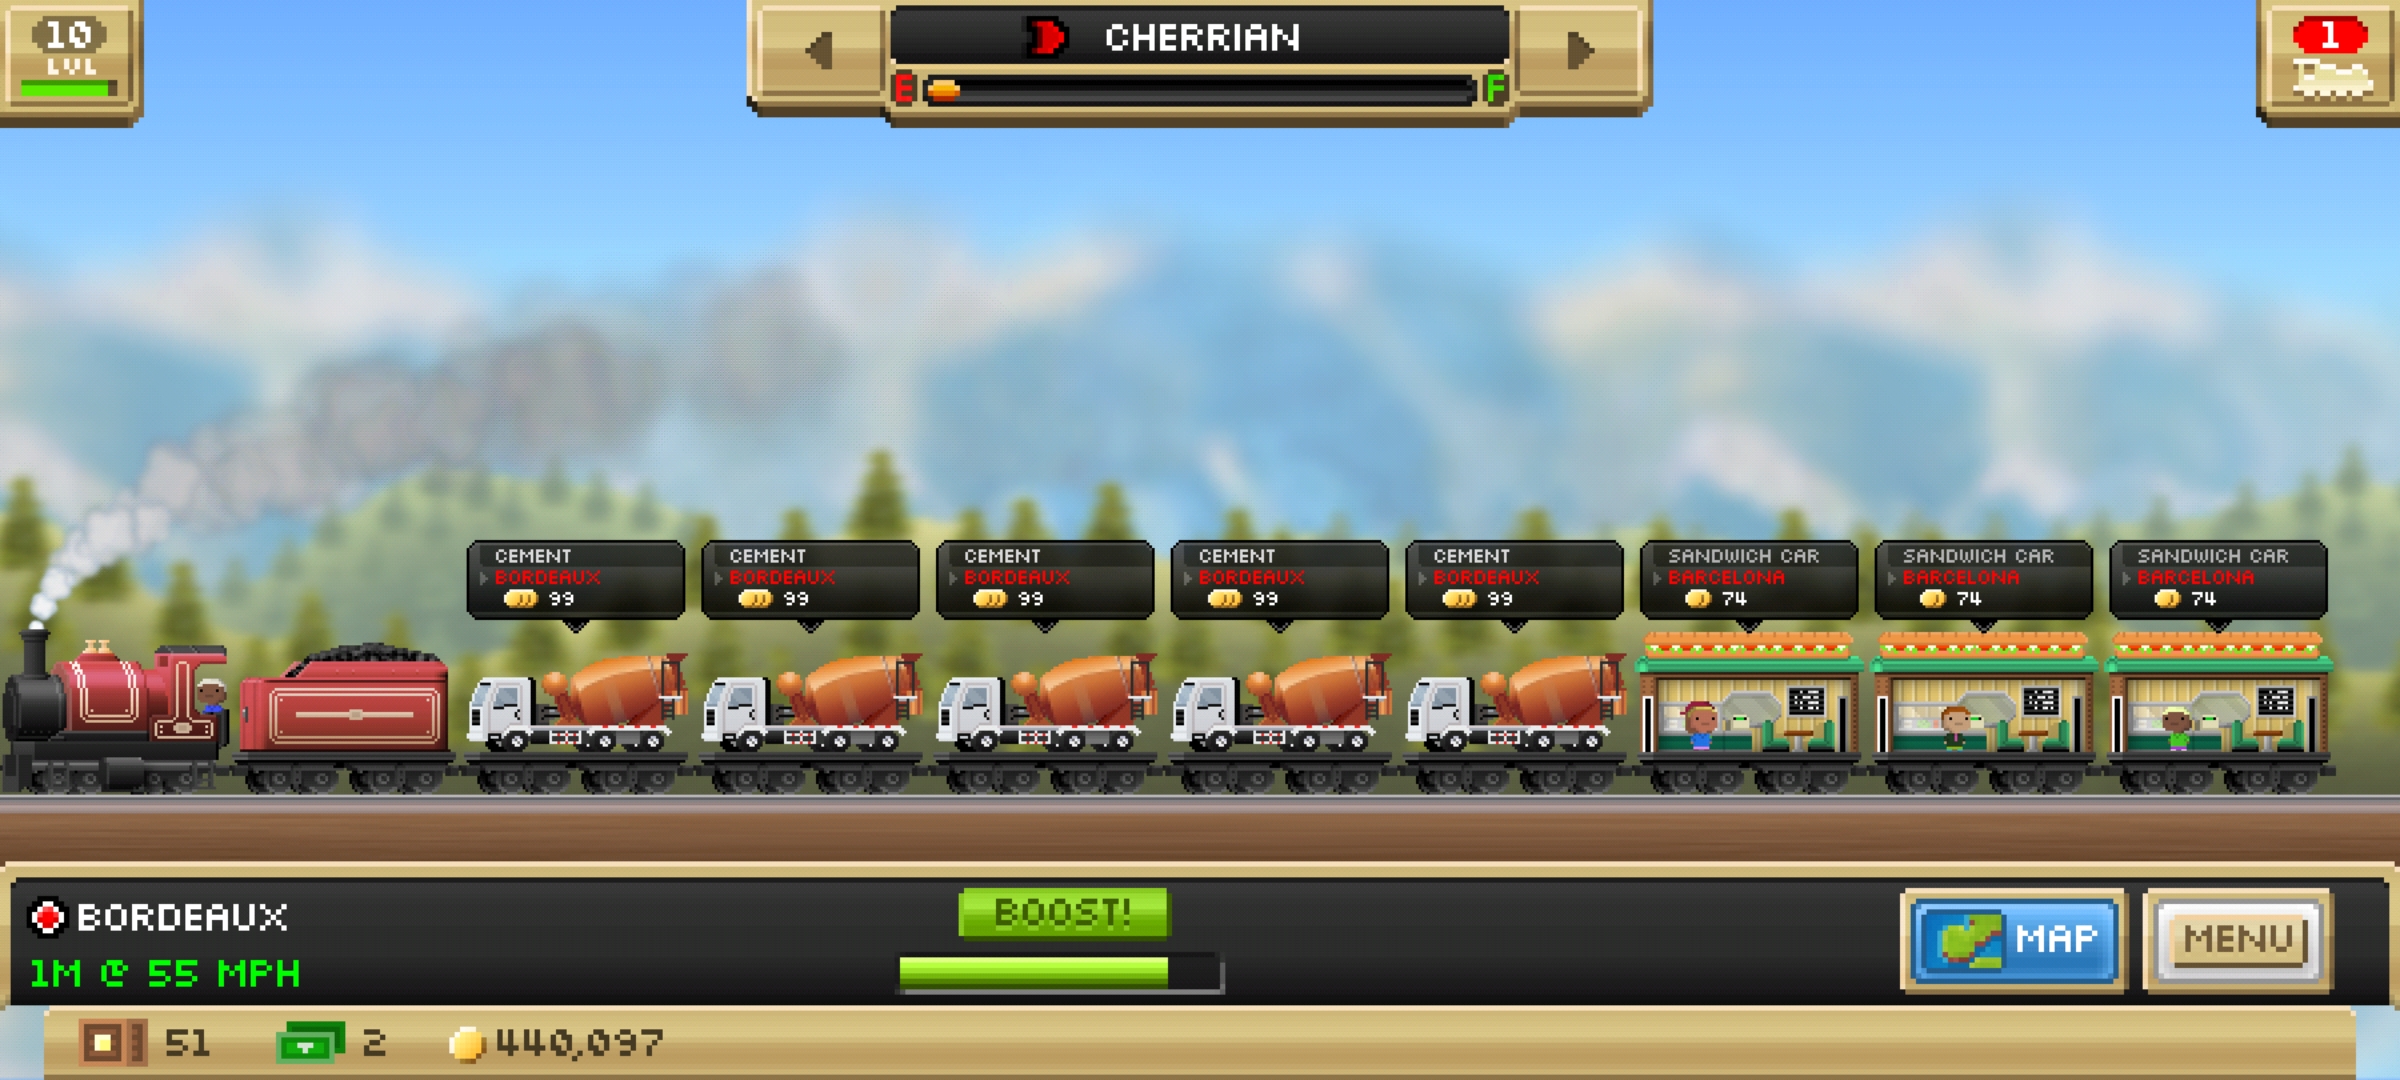 10
LVL
CHERRIAN
E F
1
CEMENT
BORDEAUX
99
CEMENT
BORDEAUX
99
CEMENT
BORDEAUX
99
CEMENT
BORDEAUX
99
CEMENT
BORDEAUX
99
SANDWICH CAR
BARCELONA
74
SANDWICH CAR
BARCELONA
74
SANDWICH CAR
BARCELONA
74
BORDEAUX
1M @ 55 MPH
BOOST!
MAP
MENU
51 2 440,097